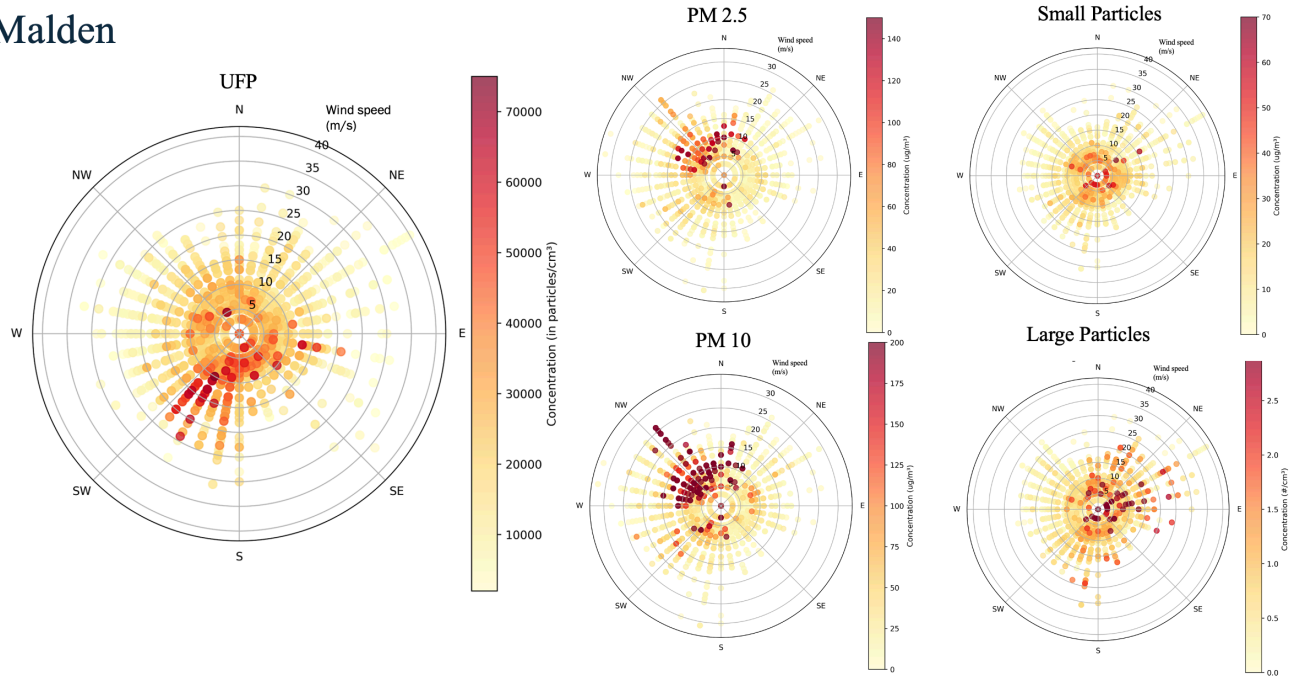 Malden
UFP
N
Wind speed
(m/s)
40
35
30
25
20
15
10
5
NW
NE
W
E
SW
SE
S
70000
60000
50000
40000
30000
20000
10000
Concentration (in particles/cm³)
PM 2.5
N
Wind speed
(m/s)
30
25
20
15
10
5
NW
NE
W
E
SW
SE
S
140
120
100
80
60
40
20
0
Concentration (ug/m³)
Small Particles
N
Wind speed
(m/s)
40
35
30
25
20
15
10
5
NW
NE
W
E
SW
SE
S
70
60
50
40
30
20
10
0
Concentration (ug/m³)
PM 10
N
Wind speed
(m/s)
30
25
20
15
10
5
NW
NE
W
E
SW
SE
S
200
175
150
125
100
75
50
25
0
Concentration (ug/m³)
Large Particles
N
Wind speed
(m/s)
40
35
30
25
20
15
10
5
NW
NE
W
E
SW
SE
S
2.5
2.0
1.5
1.0
0.5
0.0
Concentration (#/cm³)